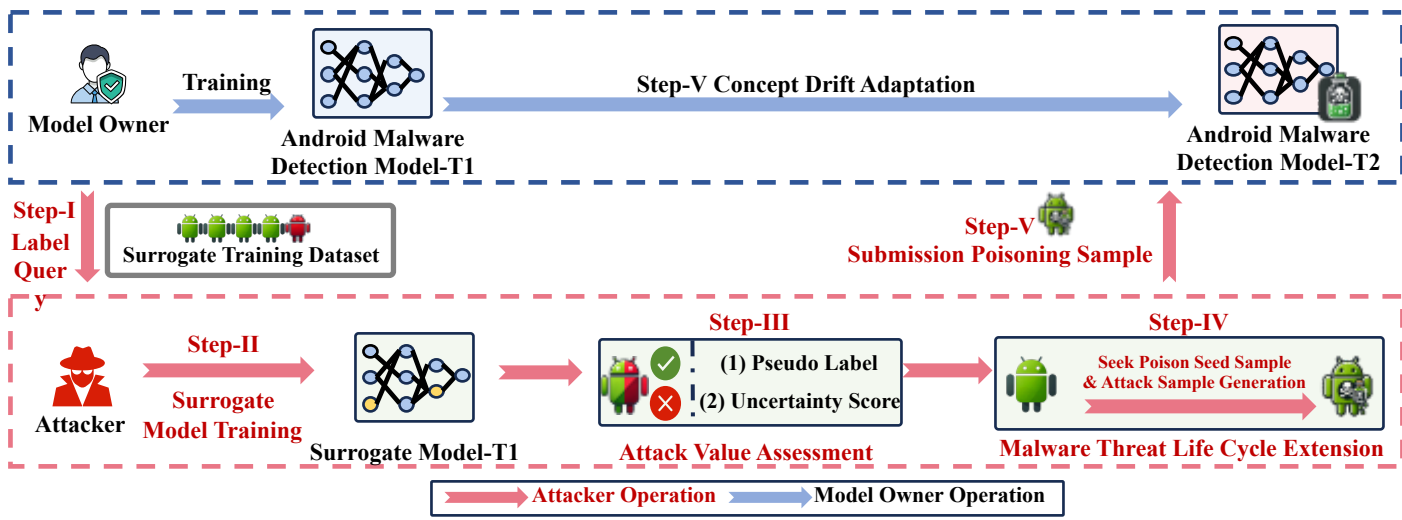 Model Owner
Training
Android Malware
Detection Model-T1
Step-V Concept Drift Adaptation
Android Malware
Detection Model-T2
Step-I
Label
Quer
y
Surrogate Training Dataset
Step-V
Submission Poisoning Sample
Attacker
Step-II
Surrogate
Model Training
Surrogate Model-T1
Step-III
(1) Pseudo Label
(2) Uncertainty Score
Attack Value Assessment
Step-IV
Seek Poison Seed Sample
& Attack Sample Generation
Malware Threat Life Cycle Extension
Attacker Operation
Model Owner Operation